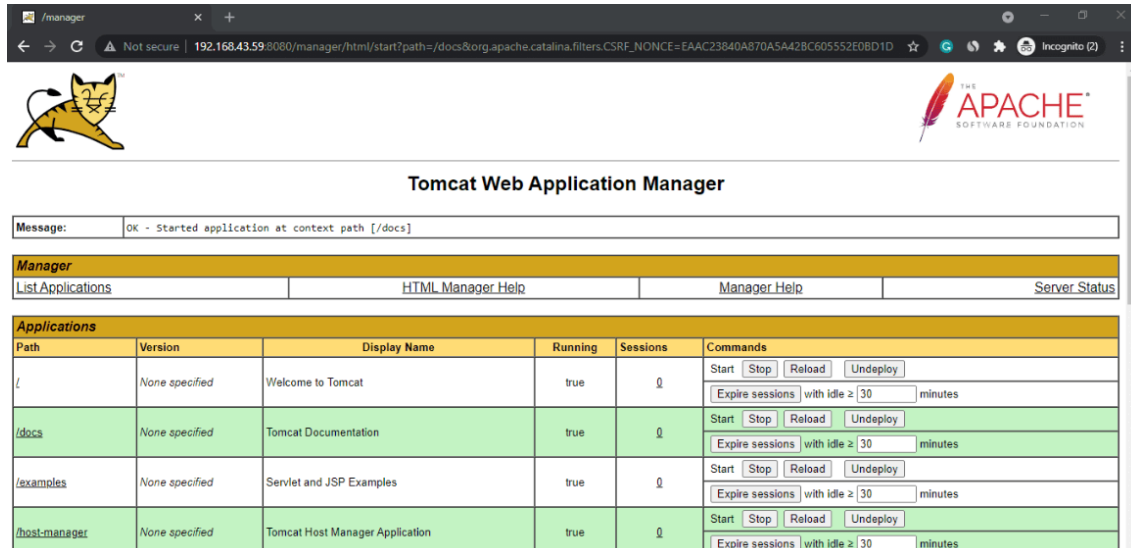 /manager
Not secure 192.168.43.59:8080/manager/html/start?path=/docs&org.apache.catalina.filters.CSRF_NONCE=EAAC23840A870A5A42BC605552E0BD1D Incognito (2)
TM
THE
APACHE
SOFTWARE FOUNDATION
Tomcat Web Application Manager
Message: OK - Started application at context path [/docs]
Manager
List Applications HTML Manager Help Manager Help Server Status
Applications
Path Version Display Name Running Sessions Commands
/ None specified Welcome to Tomcat true 0 Start Stop Reload Undeploy
Expire sessions with idle ≥ 30 minutes
/docs None specified Tomcat Documentation true 0 Start Stop Reload Undeploy
Expire sessions with idle ≥ 30 minutes
/examples None specified Servlet and JSP Examples true 0 Start Stop Reload Undeploy
Expire sessions with idle ≥ 30 minutes
/host-manager None specified Tomcat Host Manager Application true 0 Start Stop Reload Undeploy
Expire sessions with idle ≥ 30 minutes